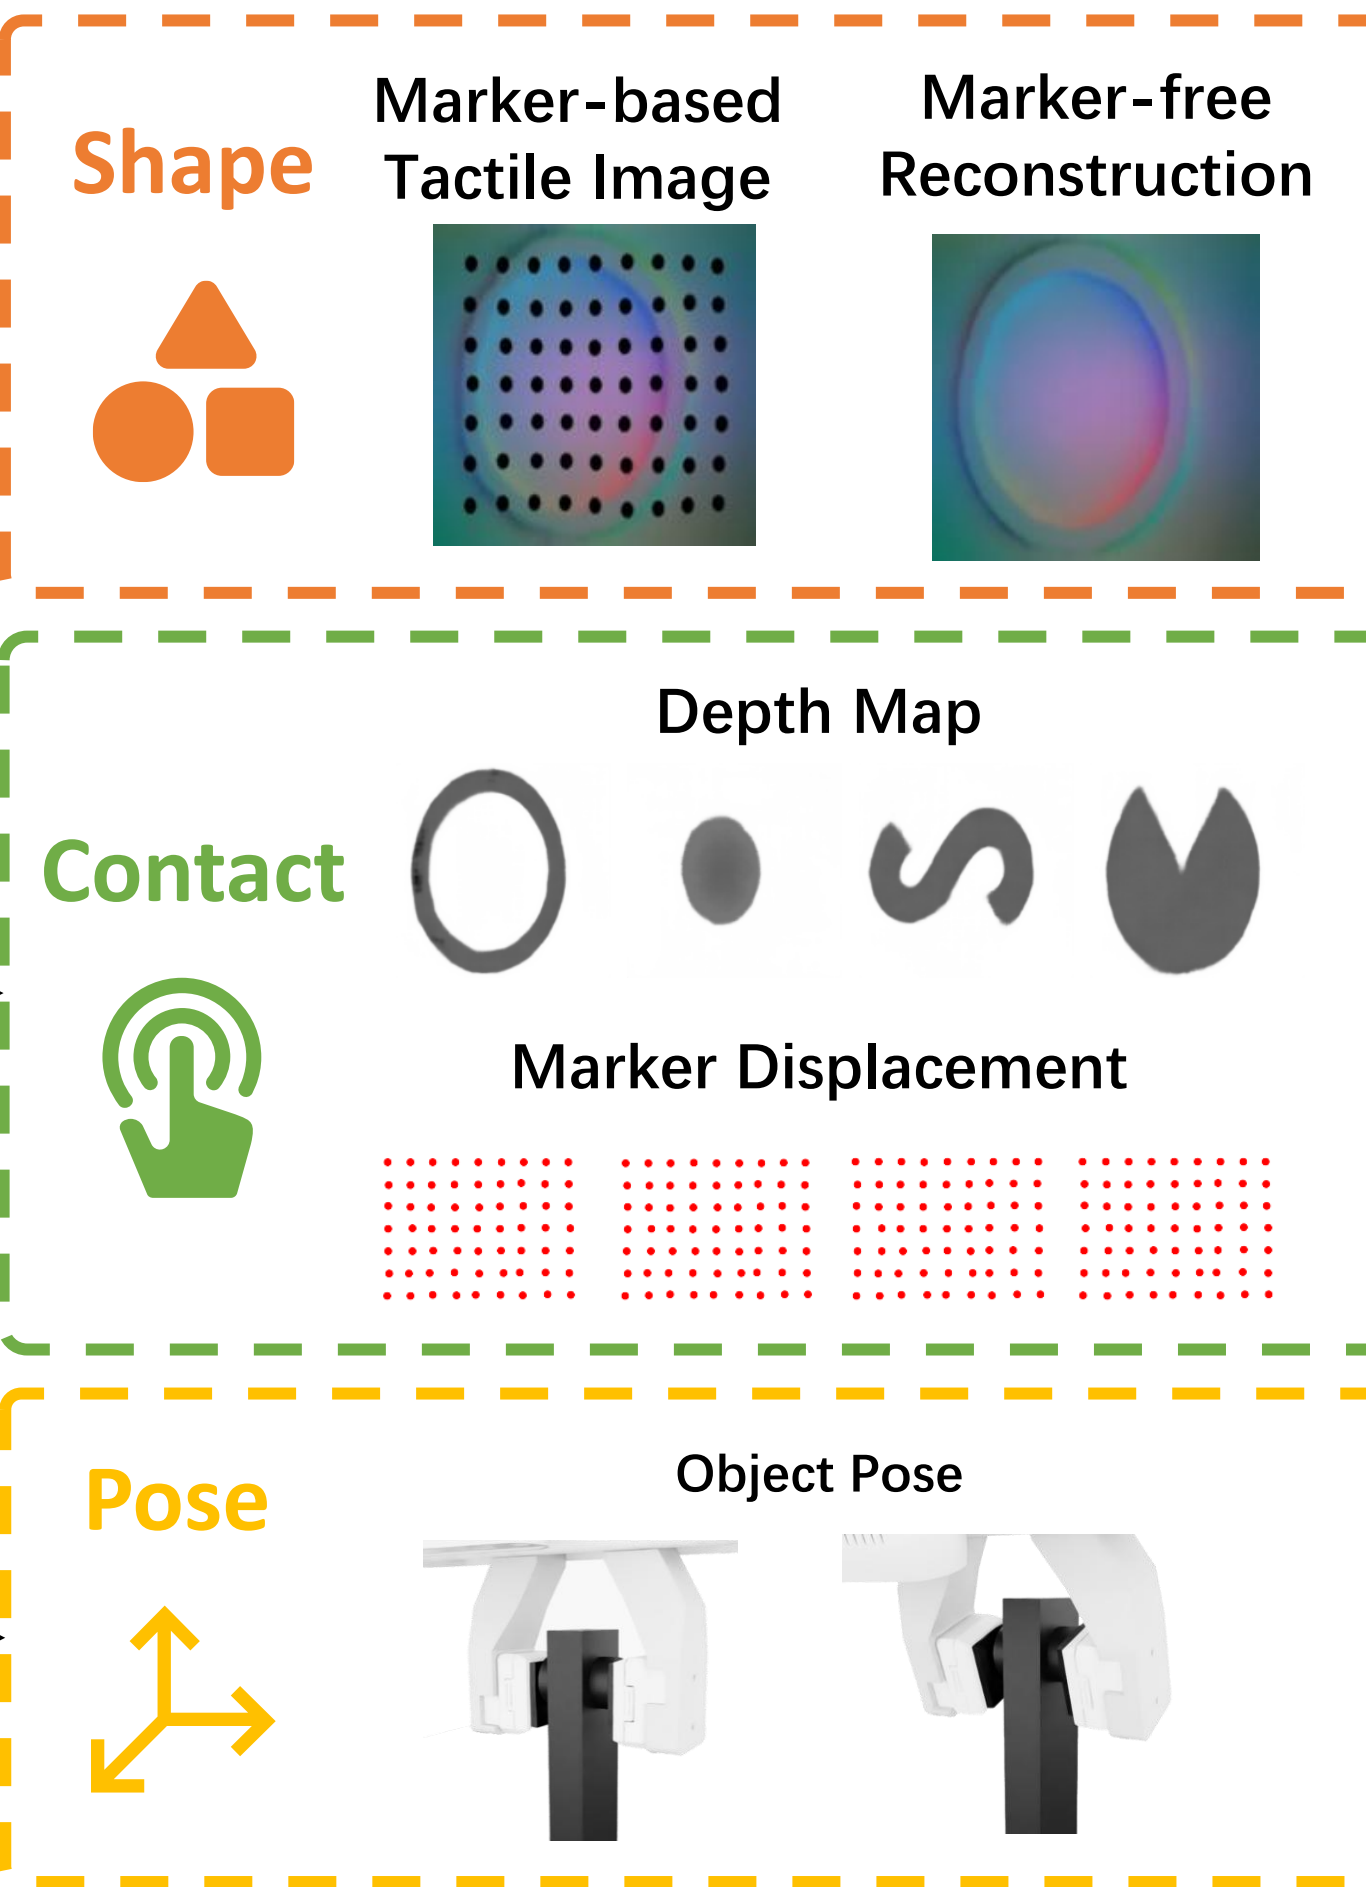 Shape
Marker-based
Tactile Image
Marker-free
Reconstruction
Contact
Depth Map
Marker Displacement
Pose
Object Pose